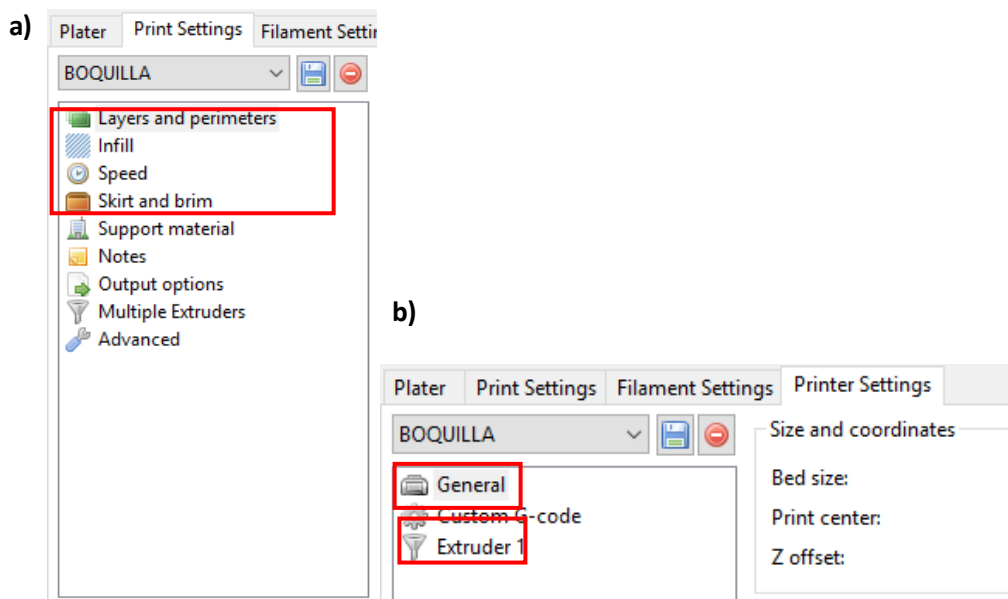 a)
Plater Print Settings Filament Settin
BOQUILLA
Layers and perimeters
Infill
Speed
Skirt and brim
Support material
Notes
Output options
Multiple Extruders
Advanced
b)
Plater Print Settings Filament Settings Printer Settings
BOQUILLA
General
Custom G-code
Extruder 1
Size and coordinates
Bed size:
Print center:
Z offset: